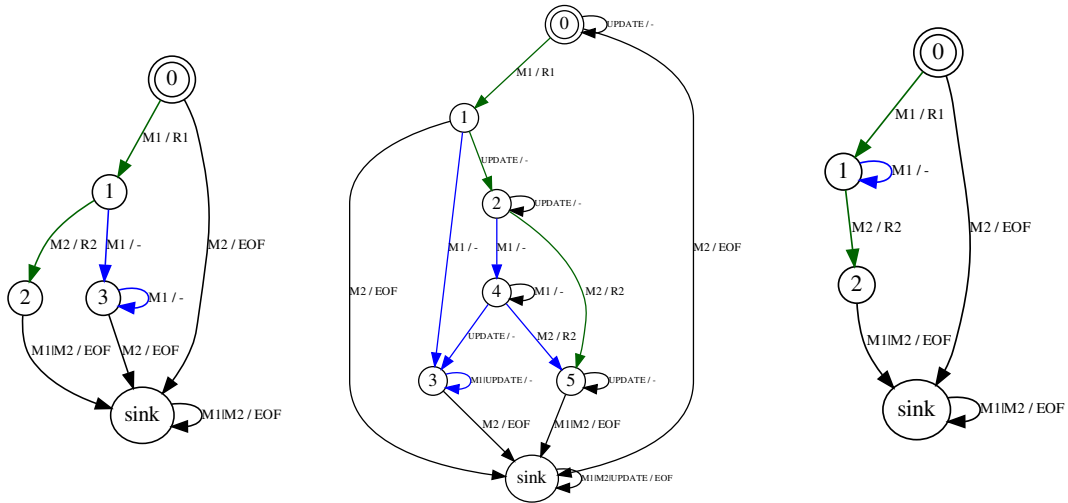 0
M1 / R1
1
M2 / R2
M1 / -
M2 / EOF
2
3
M1 / -
M1|M2 / EOF
M2 / EOF
sink
M1|M2 / EOF
0
UPDATE / -
M1 / R1
1
UPDATE / -
2
UPDATE / -
M2 / EOF
M1 / -
M1 / -
M2 / EOF
4
M1 / -
M2 / R2
UPDATE / -
M2 / R2
3
M1|UPDATE / -
5
UPDATE / -
M2 / EOF
M1|M2 / EOF
sink
M1|M2|UPDATE / EOF
0
M1 / R1
1
M1 / -
M2 / R2
M2 / EOF
2
M1|M2 / EOF
sink
M1|M2 / EOF